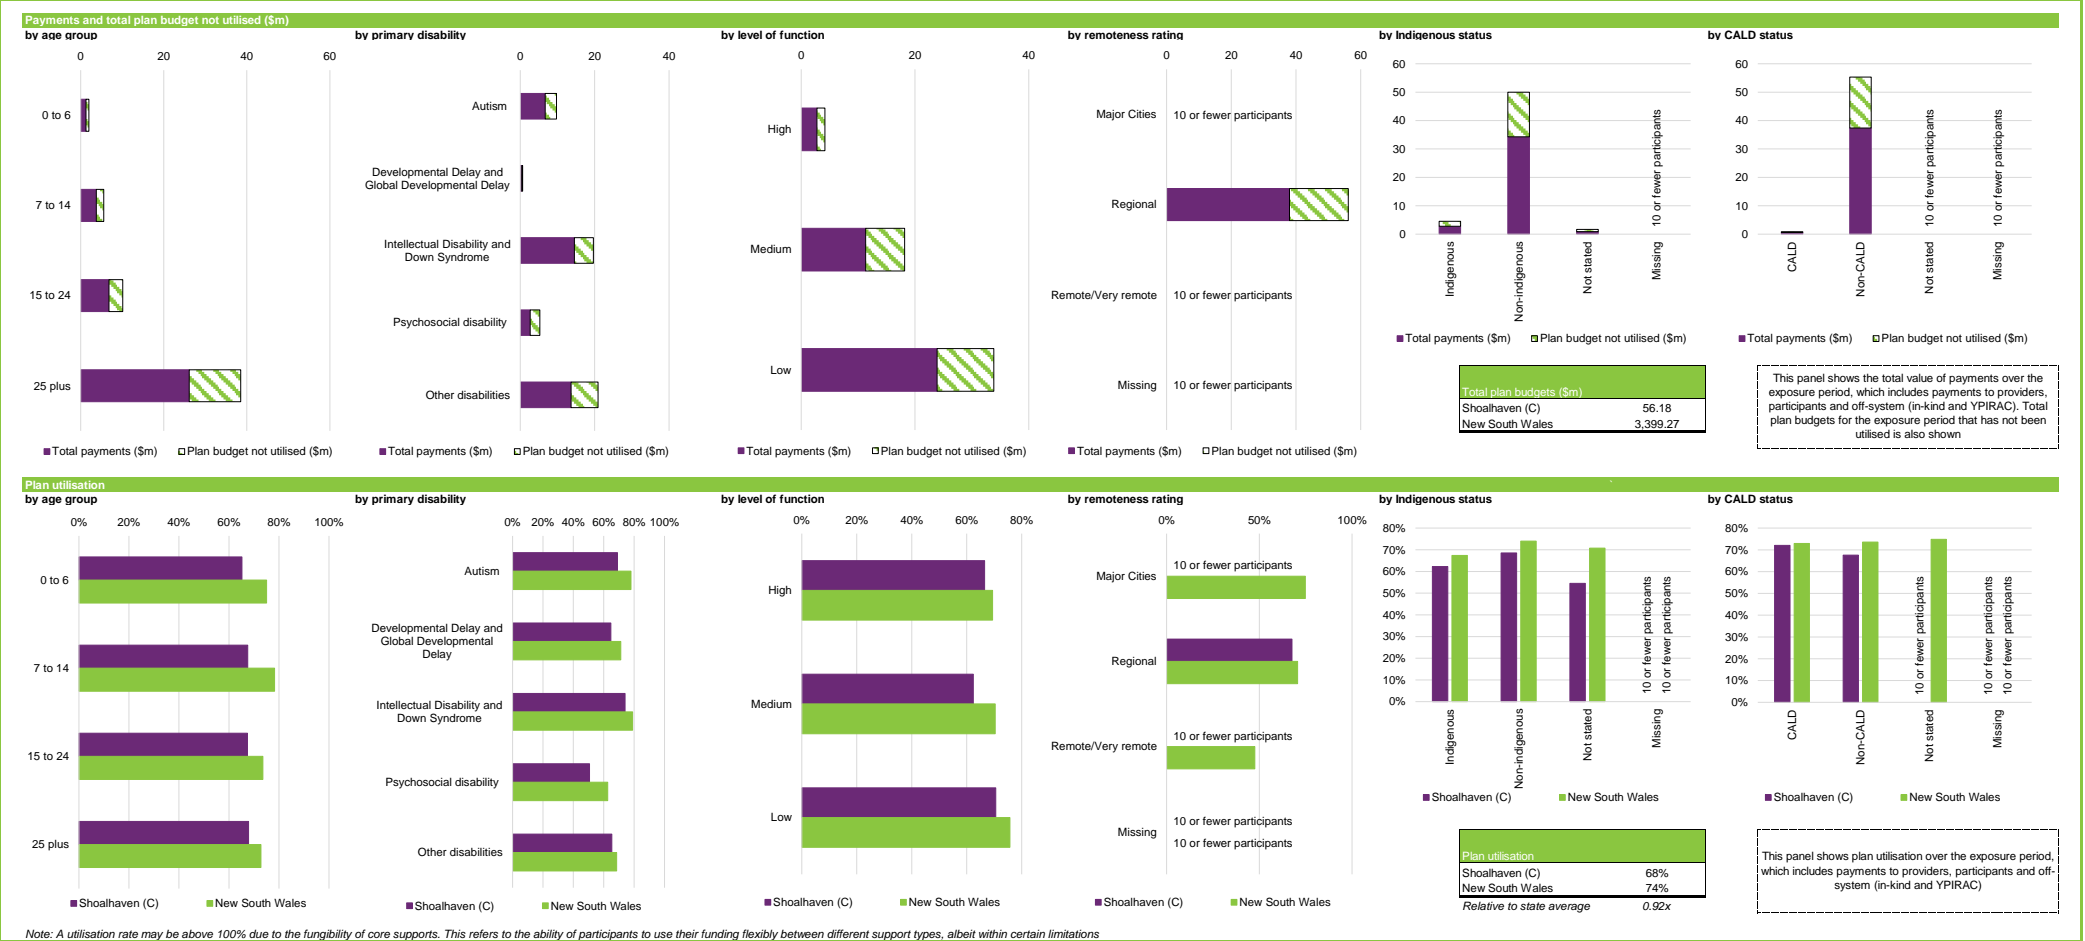 Payments and total plan budget not utilised ($m)
by age group
0 20 40 60
0 to 6
7 to 14
15 to 24
25 plus
Total payments ($m) Plan budget not utilised ($m)
by primary disability
0 20 40
Autism
Developmental Delay and
Global Developmental Delay
Intellectual Disability and
Down Syndrome
Psychosocial disability
Other disabilities
Total payments ($m) Plan budget not utilised ($m)
by level of function
0 20 40
High
Medium
Low
Total payments ($m) Plan budget not utilised ($m)
by remoteness rating
0 20 40 60
Major Cities 10 or fewer participants
Regional
Remote/Very remote 10 or fewer participants
Missing 10 or fewer participants
Total payments ($m) Plan budget not utilised ($m)
by Indigenous status
60
50
40
30
20
10
0
10 or fewer participants
Indigenous
Non-indigenous
Not stated
Missing
Total payments ($m) Plan budget not utilised ($m)
Total plan budgets ($m)
Shoalhaven (C) 56.18
New South Wales 3,399.27
by CALD status
60
50
40
30
20
10
0
10 or fewer participants
10 or fewer participants
CALD
Non-CALD
Not stated
Missing
Total payments ($m) Plan budget not utilised ($m)
This panel shows the total value of payments over the
exposure period, which includes payments to providers,
participants and off-system (in-kind and YPIRAC). Total
plan budgets for the exposure period that has not been
utilised is also shown
Plan utilisation
by age group
0% 20% 40% 60% 80% 100%
0 to 6
7 to 14
15 to 24
25 plus
Shoalhaven (C) New South Wales
by primary disability
0% 20% 40% 60% 80% 100%
Autism
Developmental Delay and
Global Developmental
Delay
Intellectual Disability and
Down Syndrome
Psychosocial disability
Other disabilities
Shoalhaven (C) New South Wales
by level of function
0% 20% 40% 60% 80%
High
Medium
Low
Shoalhaven (C) New South Wales
by remoteness rating
0% 50% 100%
10 or fewer participants
Major Cities
Regional
10 or fewer participants
Remote/Very remote
10 or fewer participants
Missing
10 or fewer participants
Shoalhaven (C) New South Wales
by Indigenous status
80%
70%
60%
50%
40%
30%
20%
10%
0%
10 or fewer participants
10 or fewer participants
Indigenous
Non-indigenous
Not stated
Missing
Shoalhaven (C) New South Wales
Plan utilisation
Shoalhaven (C) 68%
New South Wales 74%
Relative to state average 0.92x
by CALD status
80%
70%
60%
50%
40%
30%
20%
10%
0%
10 or fewer participants
10 or fewer participants
10 or fewer participants
CALD
Non-CALD
Not stated
Missing
Shoalhaven (C) New South Wales
This panel shows plan utilisation over the exposure period,
which includes payments to providers, participants and off-
system (in-kind and YPIRAC)
Note: A utilisation rate may be above 100% due to the fungibility of core supports. This refers to the ability of participants to use their funding flexibly between different support types, albeit within certain limitations